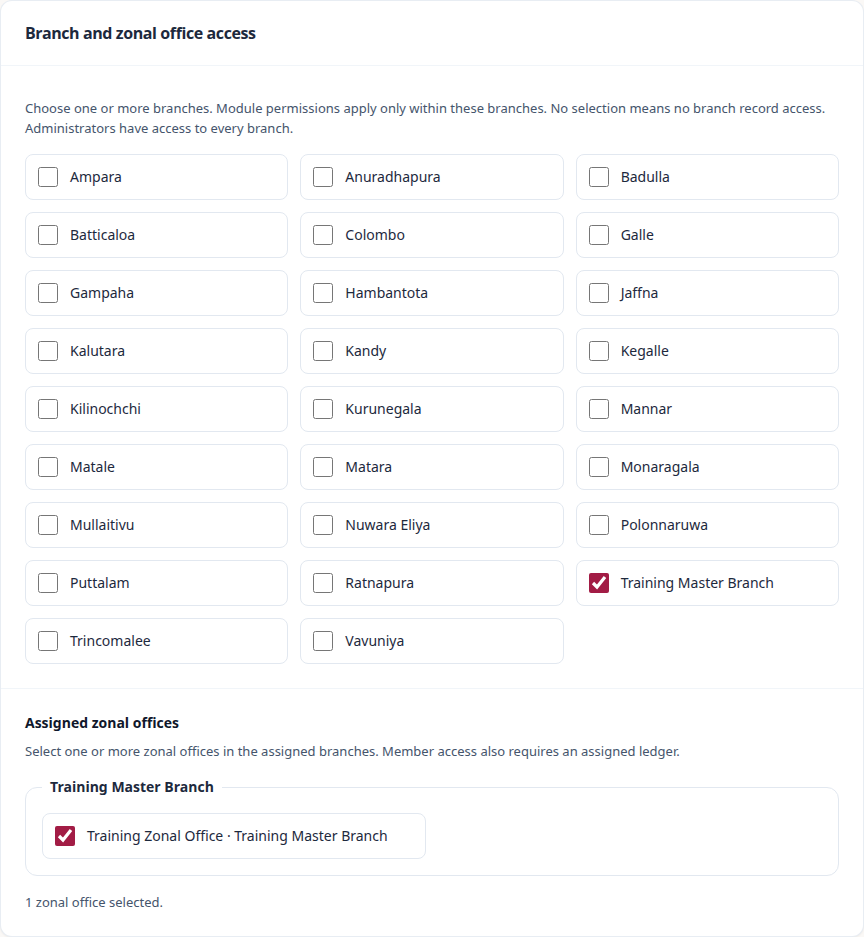 Branch and zonal office access
Choose one or more branches. Module permissions apply only within these branches. No selection means no branch record access.
Administrators have access to every branch.
Ampara
Anuradhapura
Badulla
Batticaloa
Colombo
Galle
Gampaha
Hambantota
Jaffna
Kalutara
Kandy
Kegalle
Kilinochchi
Kurunegala
Mannar
Matale
Matara
Monaragala
Mullaitivu
Nuwara Eliya
Polonnaruwa
Puttalam
Ratnapura
Training Master Branch
Trincomalee
Vavuniya
Assigned zonal offices
Select one or more zonal offices in the assigned branches. Member access also requires an assigned ledger.
Training Master Branch
Training Zonal Office · Training Master Branch
1 zonal office selected.